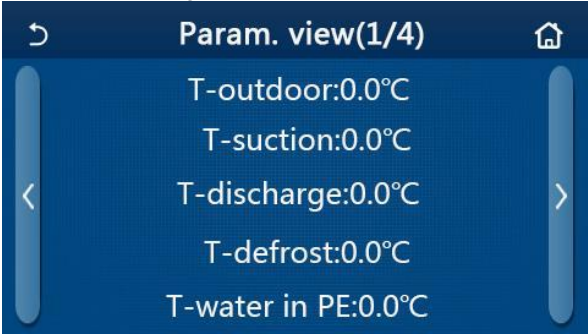 Param. view(1/4)
T-outdoor:0.0℃
T-suction:0.0℃
T-discharge:0.0℃
T-defrost:0.0℃
T-water in PE:0.0℃